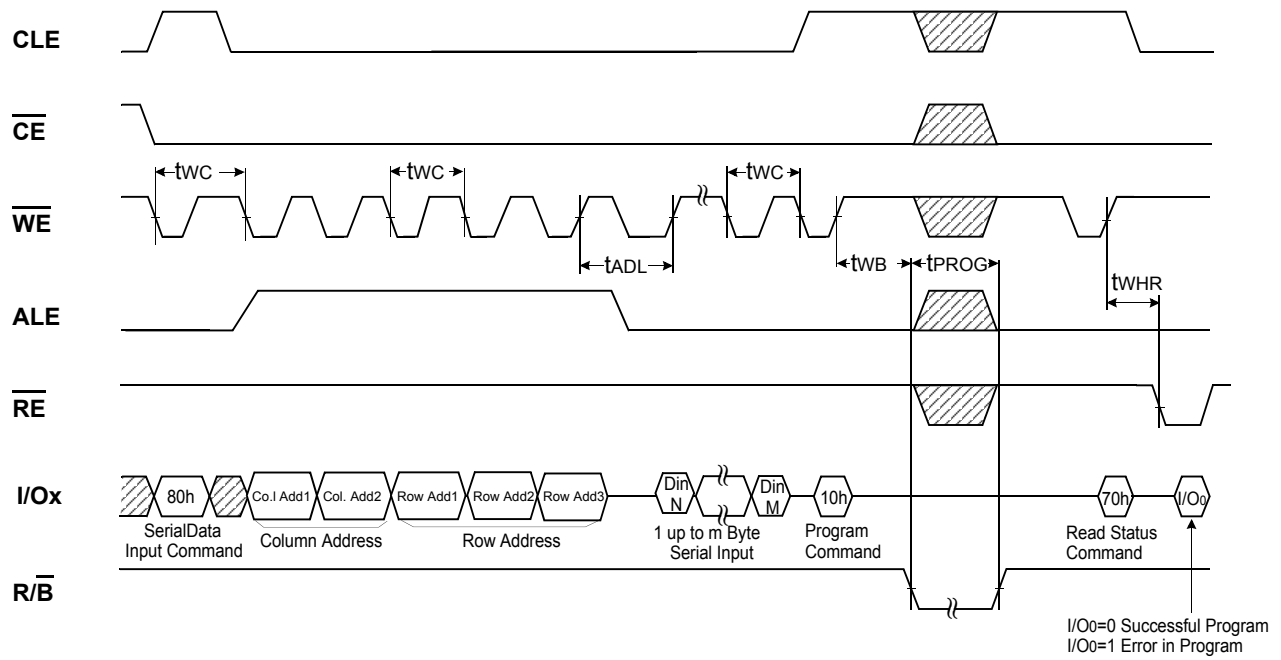 CLE
CE
tWC
tWC
tWC
WE
tADL
tWB
tPROG
tWHR
ALE
RE
I/Ox
80h
Co.l Add1
Col. Add2
Row Add1
Row Add2
Row Add3
Din
N
Din
M
10h
70h
I/O0
SerialData
Input Command
Column Address
Row Address
1 up to m Byte
Serial Input
Program
Command
Read Status
Command
R/B
I/O0=0 Successful Program
I/O0=1 Error in Program